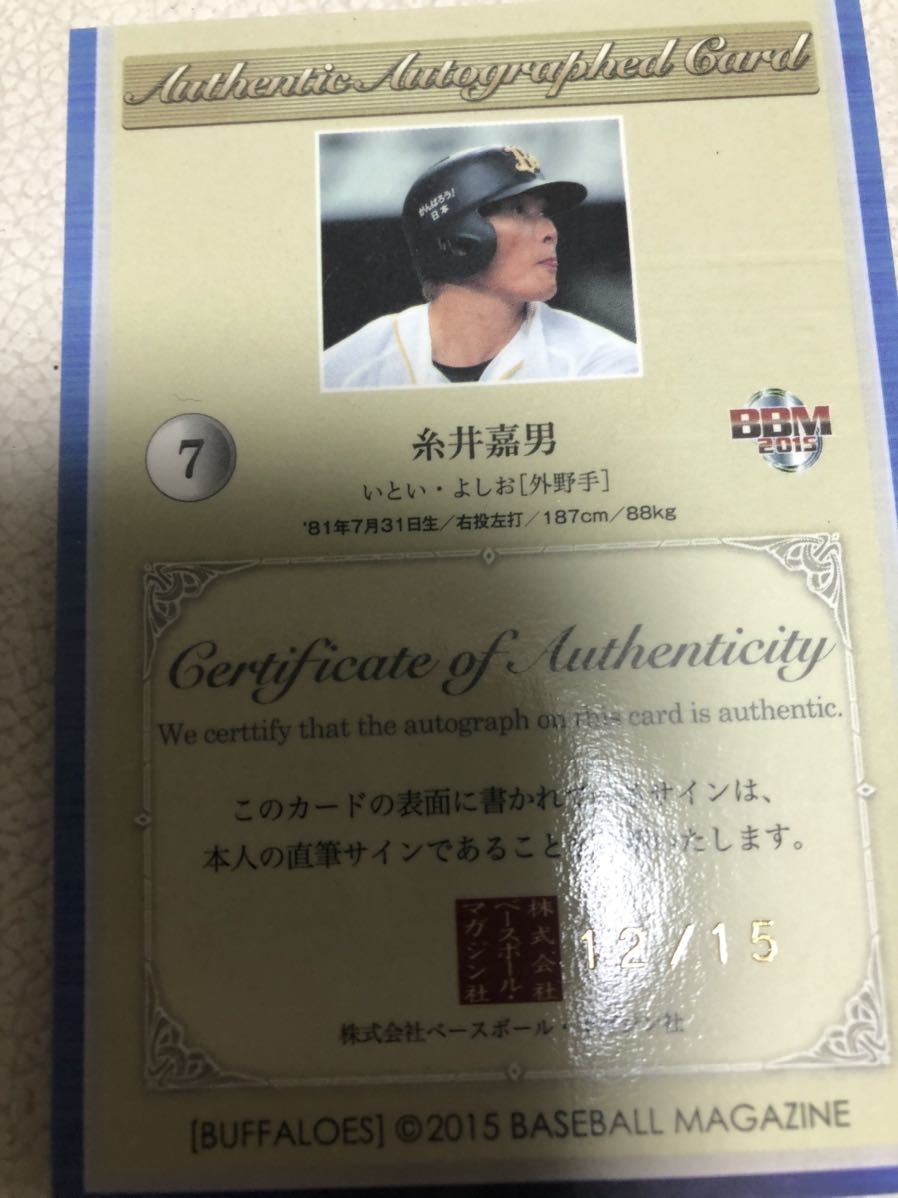 Authentic Autographed Card
がんばろう!
日本
7
糸井嘉男
BBM
2015
いとい・よしお[外野手]
'81年7月31日生/右投左打/187cm/88kg
Certificate of Authenticity
We certtify that the autograph on this card is authentic.
このカードの表面に書かれて サインは、
本人の直筆サインであること たします。
株式会社
ベースボール・
マガジン社
12/15
株式会社ベースボール・マガジン社
[BUFFALOES] ©2015 BASEBALL MAGAZINE